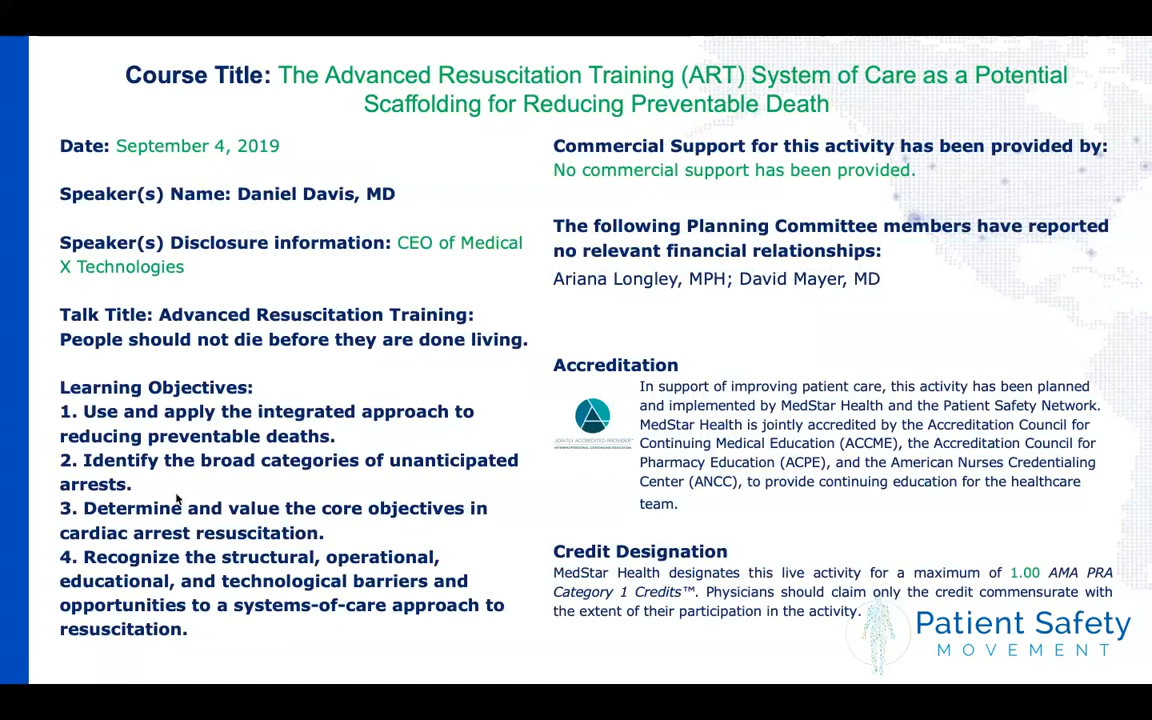 Course Title: The Advanced Resuscitation Training (ART) System of Care as a Potential
Scaffolding for Reducing Preventable Death
Date: September 4, 2019
Speaker(s) Name: Daniel Davis, MD
Speaker(s) Disclosure information: CEO of Medical
X Technologies
Talk Title: Advanced Resuscitation Training:
People should not die before they are done living.
Learning Objectives:
1. Use and apply the integrated approach to
reducing preventable deaths.
2. Identify the broad categories of unanticipated
arrests.
3. Determine and value the core objectives in
cardiac arrest resuscitation.
4. Recognize the structural, operational,
educational, and technological barriers and
opportunities to a systems-of-care approach to
resuscitation.
Commercial Support for this activity has been provided by:
No commercial support has been provided.
The following Planning Committee members have reported
no relevant financial relationships:
Ariana Longley, MPH; David Mayer, MD
Accreditation
In support of improving patient care, this activity has been planned
and implemented by MedStar Health and the Patient Safety Network.
MedStar Health is jointly accredited by the Accreditation Council for
Continuing Medical Education (ACCME), the Accreditation Council for
Pharmacy Education (ACPE), and the American Nurses Credentialing
Center (ANCC), to provide continuing education for the healthcare
team.
JOINTLY ACCREDITED PROVIDER™
INTERPROFESSIONAL CONTINUING EDUCATION
Credit Designation
MedStar Health designates this live activity for a maximum of 1.00 AMA PRA
Category 1 Credits™. Physicians should claim only the credit commensurate with
the extent of their participation in the activity.
Patient Safety
MOVEMENT